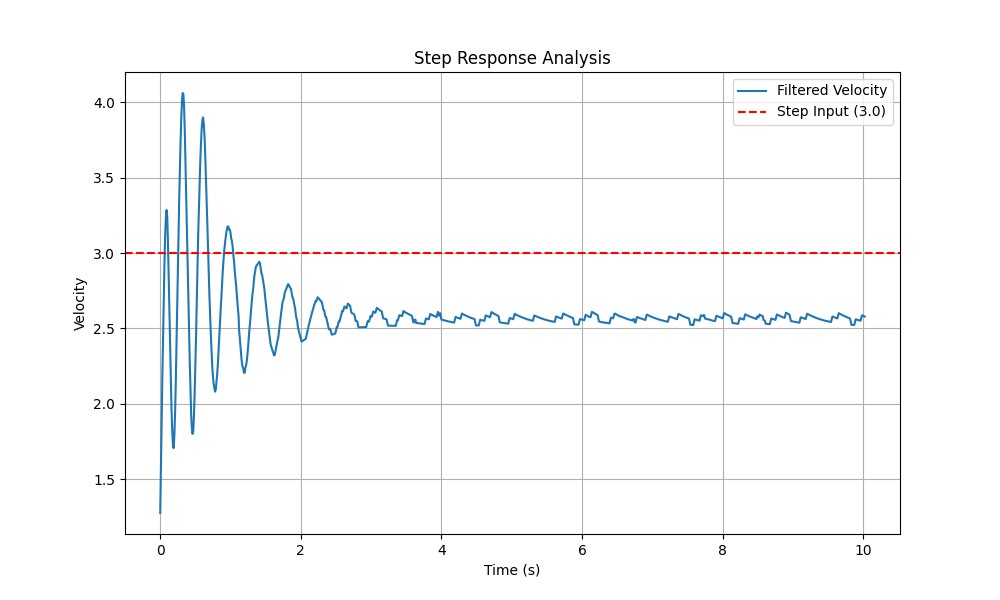 Step Response Analysis
Filtered Velocity
Step Input (3.0)
Velocity
4.0
3.5
3.0
2.5
2.0
1.5
0 2 4 6 8 10
Time (s)